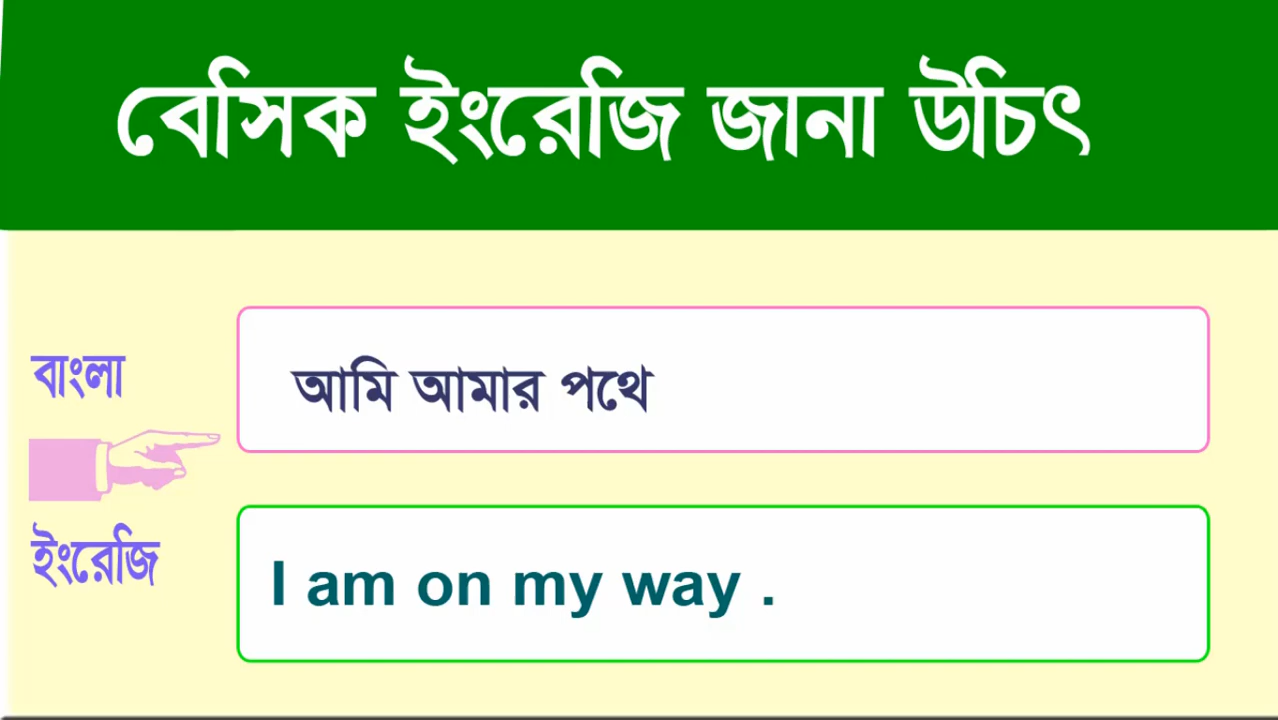 বেসিক ইংরেজি জানা উচিৎ
বাংলা
আমি আমার পথে
ইংরেজি
I am on my way .